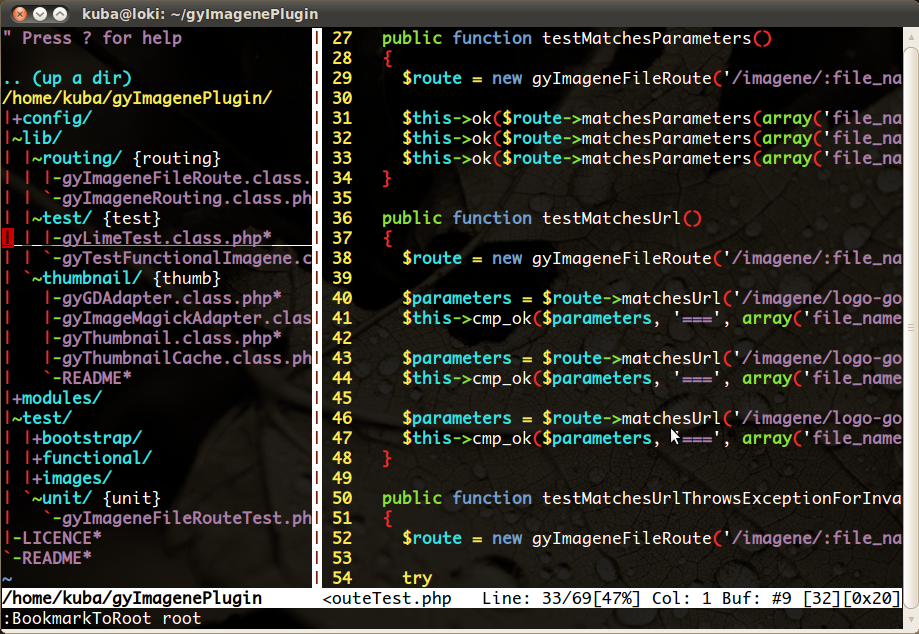 kuba@loki: ~/gyImagenePlugin
" Press ? for help
.. (up a dir)
/home/kuba/gyImagenePlugin/
|+config/
|~lib/
| |~routing/ {routing}
| | |-gyImageneFileRoute.class.
| | `-gyImageneRouting.class.ph
| |~test/ {test}
| | |-gyLimeTest.class.php*
| | `-gyTestFunctionalImagene.c
| `~thumbnail/ {thumb}
|   |-gyGDAdapter.class.php*
|   |-gyImageMagickAdapter.clas
|   |-gyThumbnail.class.php*
|   |-gyThumbnailCache.class.ph
|   `-README*
|+modules/
|~test/
| |+bootstrap/
| |+functional/
| |+images/
| `~unit/ {unit}
|   `-gyImageneFileRouteTest.ph
|-LICENCE*
`-README*
~
/home/kuba/gyImagenePlugin
27 public function testMatchesParameters()
28 {
29 $route = new gyImageneFileRoute('/imagene/:file_na
30
31 $this->ok($route->matchesParameters(array('file_na
32 $this->ok($route->matchesParameters(array('file_na
33 $this->ok($route->matchesParameters(array('file_na
34 }
35
36 public function testMatchesUrl()
37 {
38 $route = new gyImageneFileRoute('/imagene/:file_na
39
40 $parameters = $route->matchesUrl('/imagene/logo-go
41 $this->cmp_ok($parameters, '===', array('file_name
42
43 $parameters = $route->matchesUrl('/imagene/logo-go
44 $this->cmp_ok($parameters, '===', array('file_name
45
46 $parameters = $route->matchesUrl('/imagene/logo-go
47 $this->cmp_ok($parameters, '===', array('file_name
48 }
49
50 public function testMatchesUrlThrowsExceptionForInva
51 {
52 $route = new gyImageneFileRoute('/imagene/:file_na
53
54 try
<outeTest.php Line: 33/69[47%] Col: 1 Buf: #9 [32][0x20]
:BookmarkToRoot root